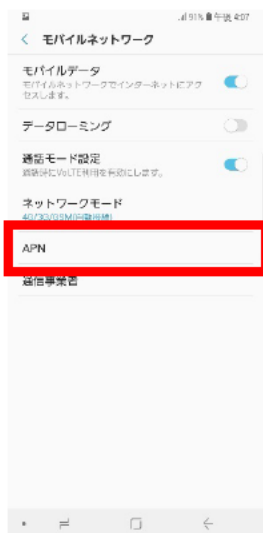 91% 午後 4:07
モバイルネットワーク
モバイルデータ
モバイルネットワークでインターネットにアク
セスします。
データローミング
通話モード設定
通話時にVoLTE利用を有効にします。
ネットワークモード
4G/3G/GSM(自動接続)
APN
通信事業者